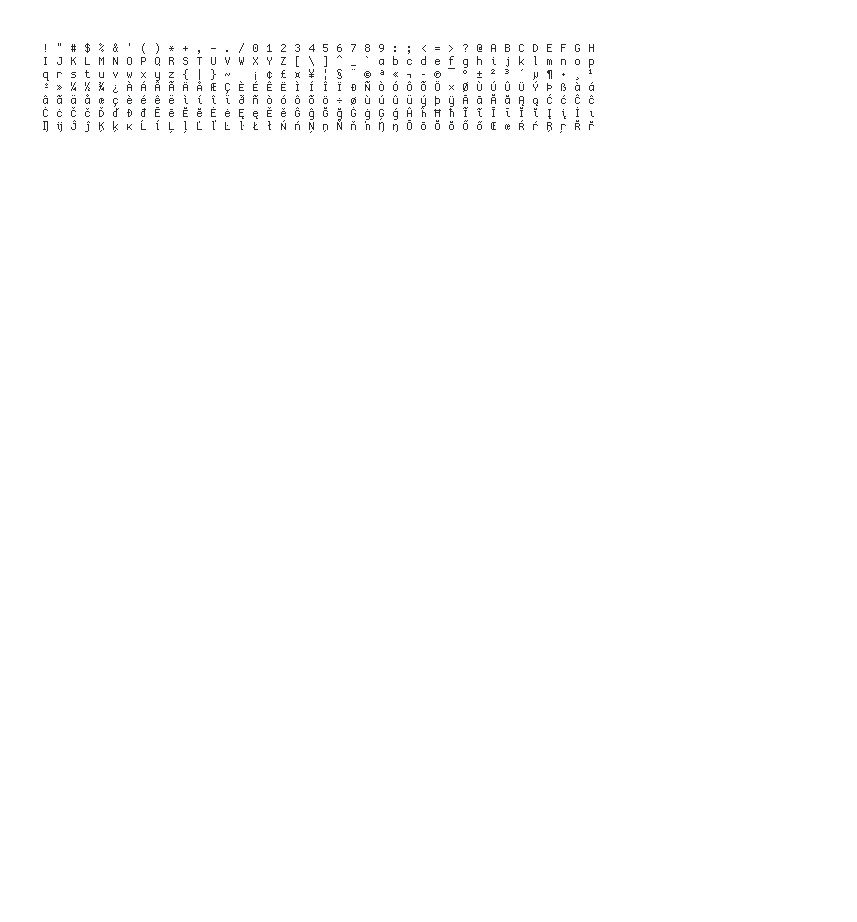 ! " # $ % & ' ( ) * + , - . / 0 1 2 3 4 5 6 7 8 9 : ; < = > ? @ A B C D E F G H
I J K L M N O P Q R S T U V W X Y Z [ \ ] ^ _ ` a b c d e f g h i j k l m n o p
q r s t u v w x y z { | } ~ ¡ ¢ £ ¤ ¥ ¦ § ¨ © ª « ¬ - ® ¯ ° ± ² ³ ´ µ ¶ · ¸ ¹
º » ¼ ½ ¾ ¿ À Á Â Ã Ä Å Æ Ç È É Ê Ë Ì Í Î Ï Ð Ñ Ò Ó Ô Õ Ö × Ø Ù Ú Û Ü Ý Þ ß à á
â ã ä å æ ç è é ê ë ì í î ï ð ñ ò ó ô õ ö ÷ ø ù ú û ü ý þ ÿ Ā ā Ă ă Ą ą Ć ć Ĉ ĉ
Ċ ċ Č č Ď ď Đ đ Ē ē Ĕ ĕ Ė ė Ę ę Ě ě Ĝ ĝ Ğ ğ Ġ ġ Ģ ģ Ĥ ĥ Ħ ħ Ĩ ĩ Ī ī Ĭ ĭ Į į İ ı
Ĳ ĳ Ĵ ĵ Ķ ķ ĸ Ĺ ĺ Ļ ļ Ľ ľ Ŀ ŀ Ł ł Ń ń Ņ ņ Ň ň ŉ Ŋ ŋ Ō ō Ŏ ŏ Ő ő Œ œ Ŕ ŕ Ŗ ŗ Ř ř